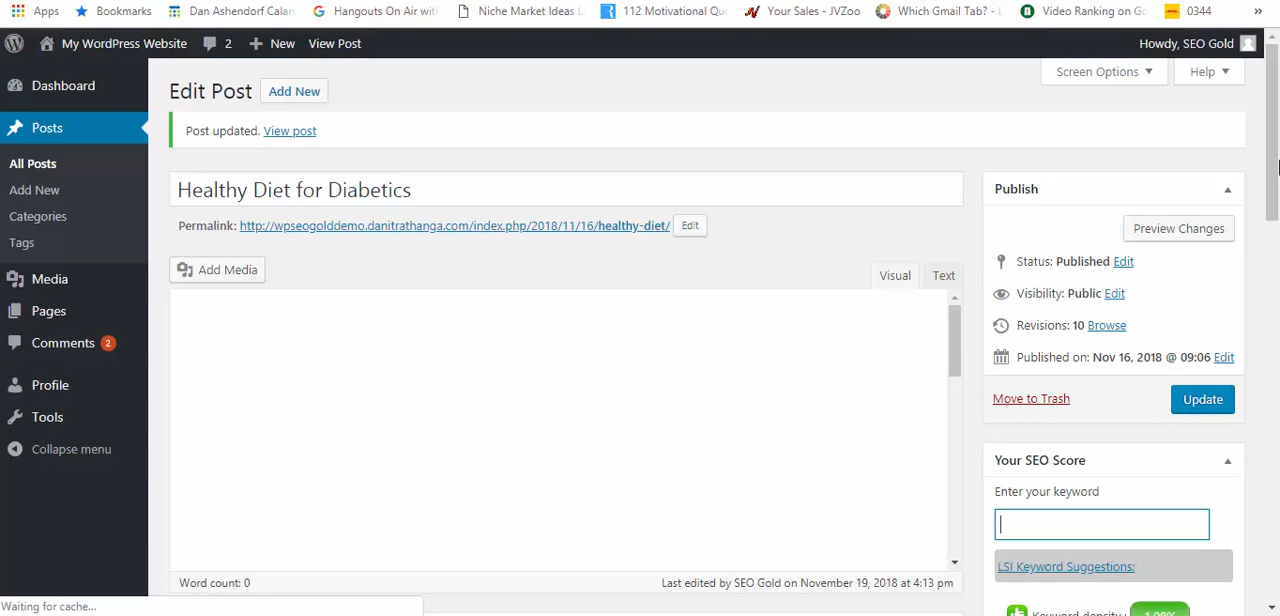 Apps Bookmarks Dan Ashendorf Calan Hangouts On Air with Niche Market Ideas L 112 Motivational Quo Your Sales - JVZoo Which Gmail Tab? - L Video Ranking on Go 0344 »
My WordPress Website 2 + New View Post Howdy, SEO Gold
Dashboard
Posts
All Posts
Add New
Categories
Tags
Media
Pages
Comments 2
Profile
Tools
Collapse menu
Screen Options Help
Edit Post Add New
Post updated. View post
Healthy Diet for Diabetics
Permalink: http://wpseogolddemo.danitrathanga.com/index.php/2018/11/16/healthy-diet/ Edit
Add Media
Visual Text
Word count: 0 Last edited by SEO Gold on November 19, 2018 at 4:13 pm
Publish
Preview Changes
Status: Published Edit
Visibility: Public Edit
Revisions: 10 Browse
Published on: Nov 16, 2018 @ 09:06 Edit
Move to Trash Update
Your SEO Score
Enter your keyword
LSI Keyword Suggestions:
Keyword density: 1.08%
Waiting for cache...